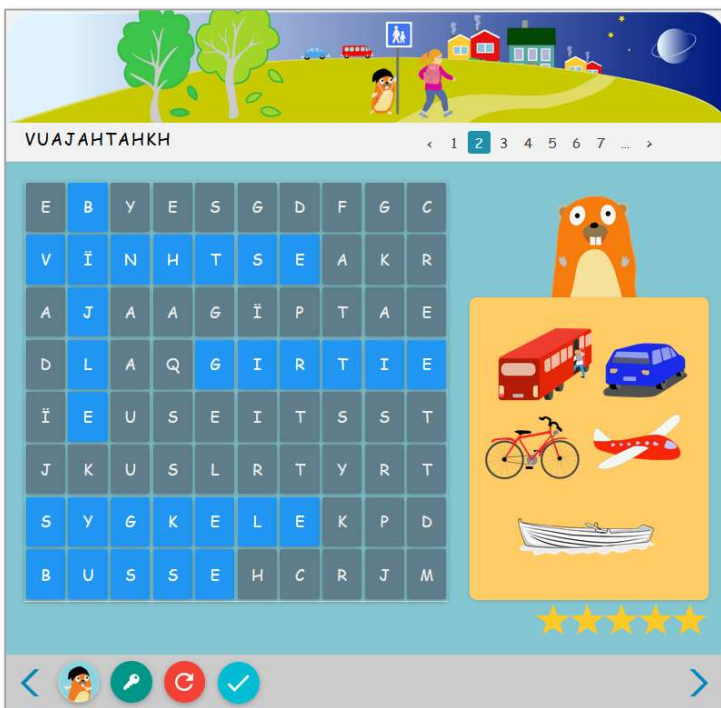 VUAJAHTAHKH
‹ 1 2 3 4 5 6 7 ... ›
E B Y E S G D F G C
V Ï N H T S E A K R
A J A A G Ï P T A E
D L A Q G I R T I E
Ï E U S E I T S S T
J K U S L R T Y R T
S Y G K E L E K P D
B U S S E H C R J M